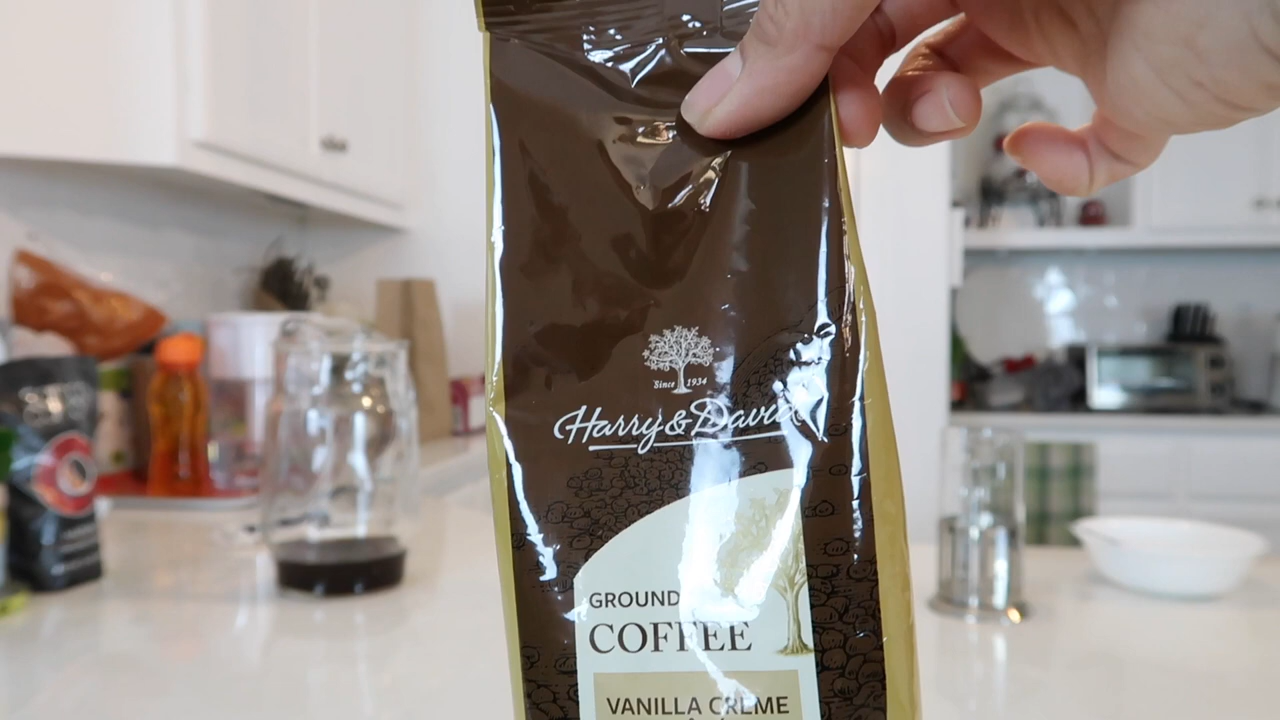 Since 1934
Harry & David
GROUND
COFFEE
VANILLA CRÈME